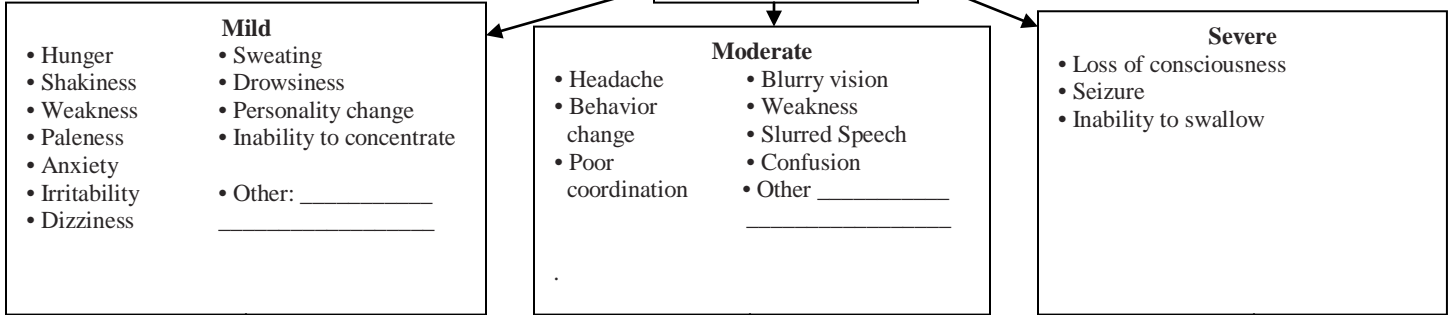 Mild
• Hunger
• Shakiness
• Weakness
• Paleness
• Anxiety
• Irritability
• Dizziness
• Sweating
• Drowsiness
• Personality change
• Inability to concentrate
• Other: ___________
__________________
Moderate
• Headache
• Behavior
change
• Poor
coordination
• Blurry vision
• Weakness
• Slurred Speech
• Confusion
• Other ___________
_________________
.
Severe
• Loss of consciousness
• Seizure
• Inability to swallow